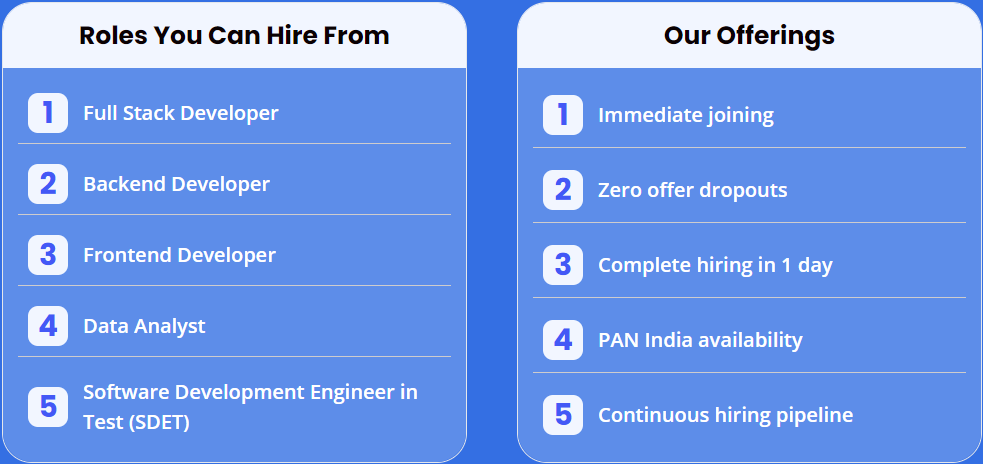 Roles You Can Hire From
1 Full Stack Developer
2 Backend Developer
3 Frontend Developer
4 Data Analyst
5 Software Development Engineer in
Test (SDET)
Our Offerings
1 Immediate joining
2 Zero offer dropouts
3 Complete hiring in 1 day
4 PAN India availability
5 Continuous hiring pipeline